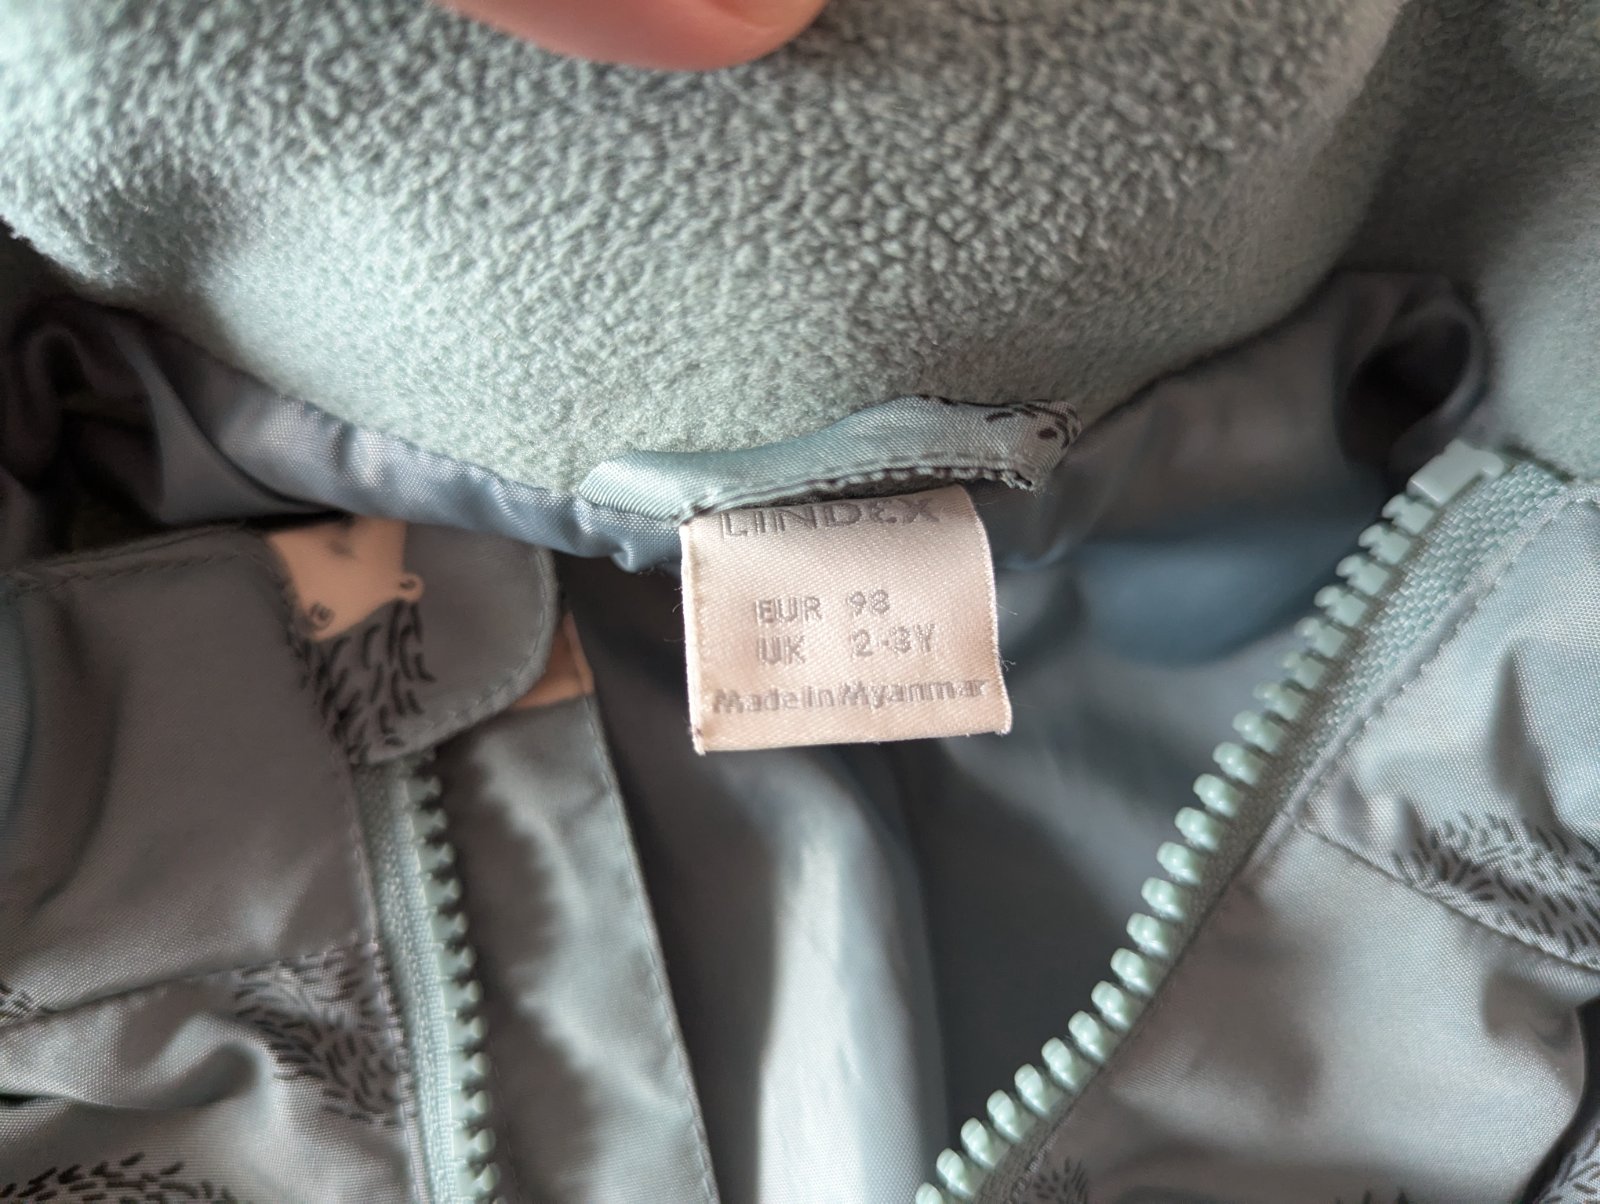 LINDEX
EUR 98
UK 2-3Y
Made in Myanmar